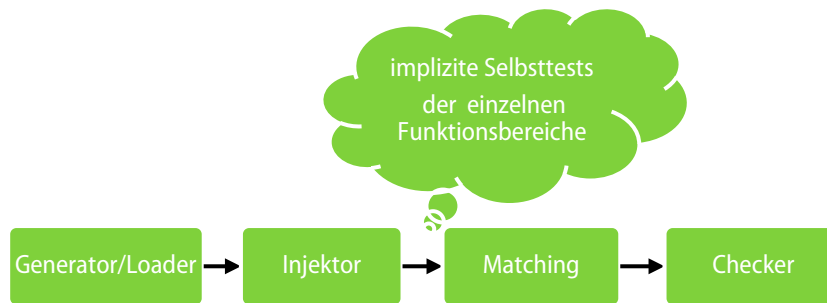 implizite Selbsttests
der einzelnen
Funktionsbereiche
Generator/Loader
Injektor
Matching
Checker